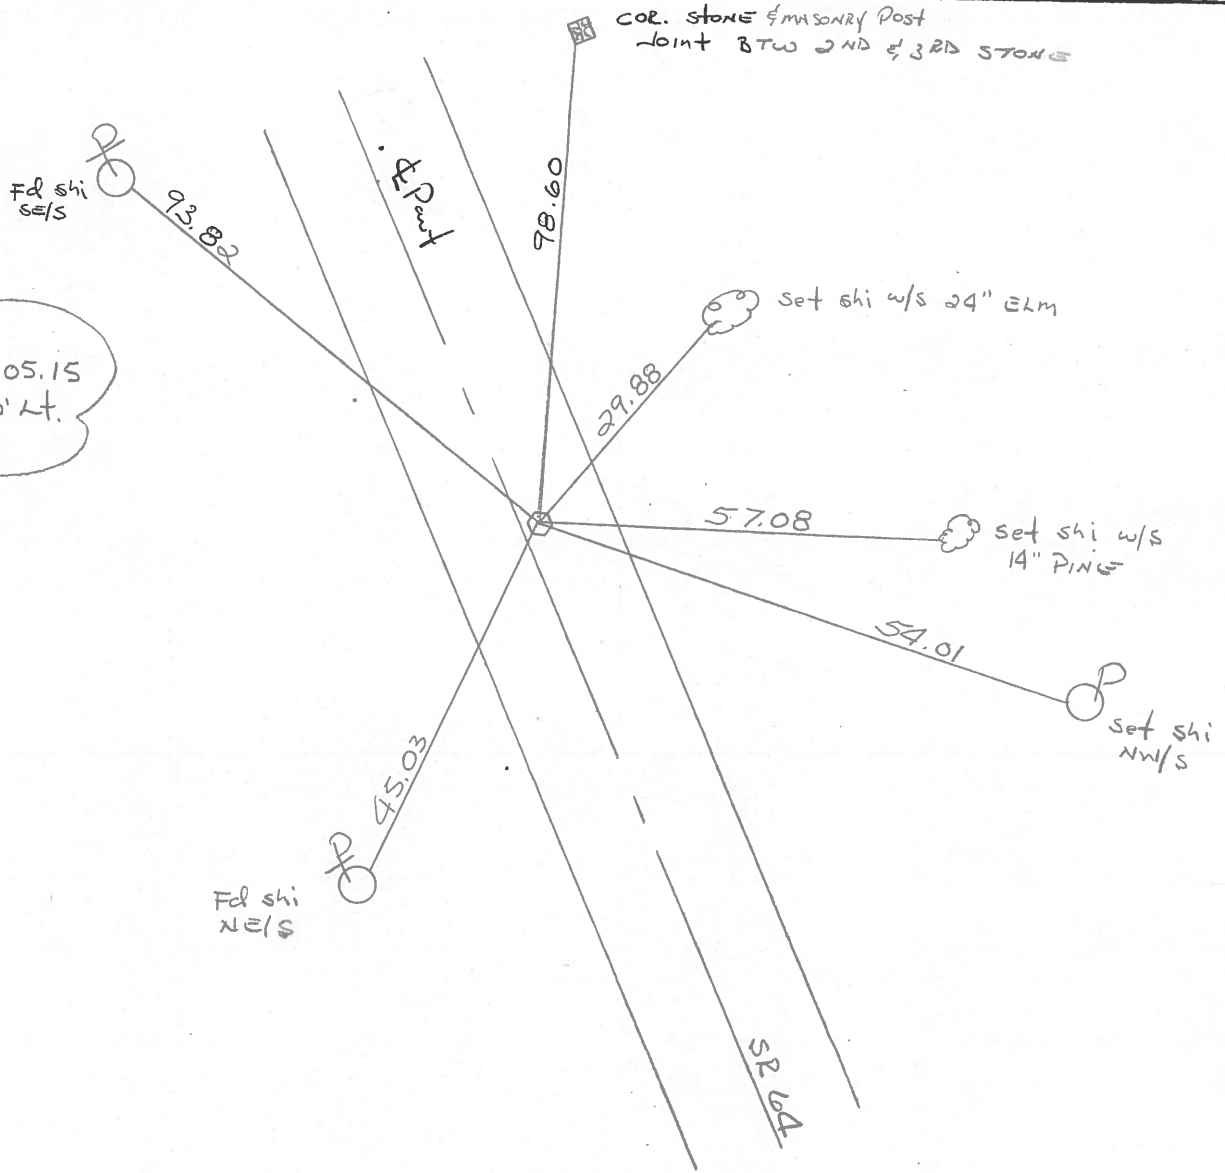 COR. STONE & MASONRY Post
Joint BTW 2ND & 3RD STONE
Fd shi
SE/S
93.82
℄ Pavt
98.60
Set shi w/s 24" ELM
05.15
' Lt.
29.88
57.08
set shi w/s
14" PINE
54.01
set shi
NW/S
45.03
Fd shi
NE/S
SR 64